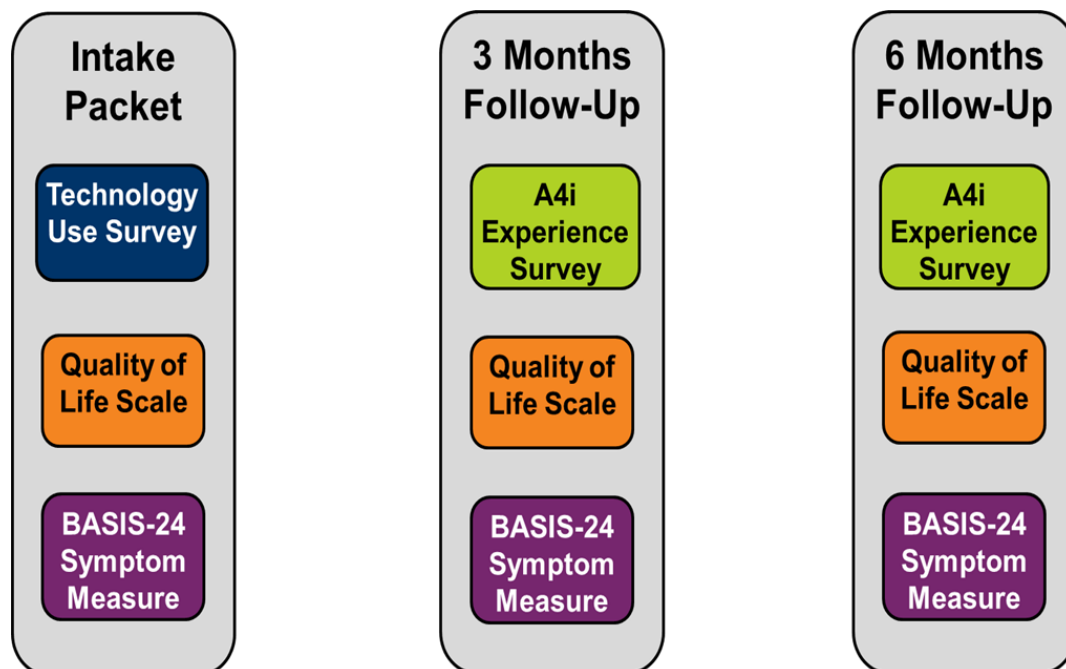 Intake
Packet
Technology
Use Survey
Quality of
Life Scale
BASIS-24
Symptom
Measure
3 Months
Follow-Up
A4i
Experience
Survey
Quality of
Life Scale
BASIS-24
Symptom
Measure
6 Months
Follow-Up
A4i
Experience
Survey
Quality of
Life Scale
BASIS-24
Symptom
Measure